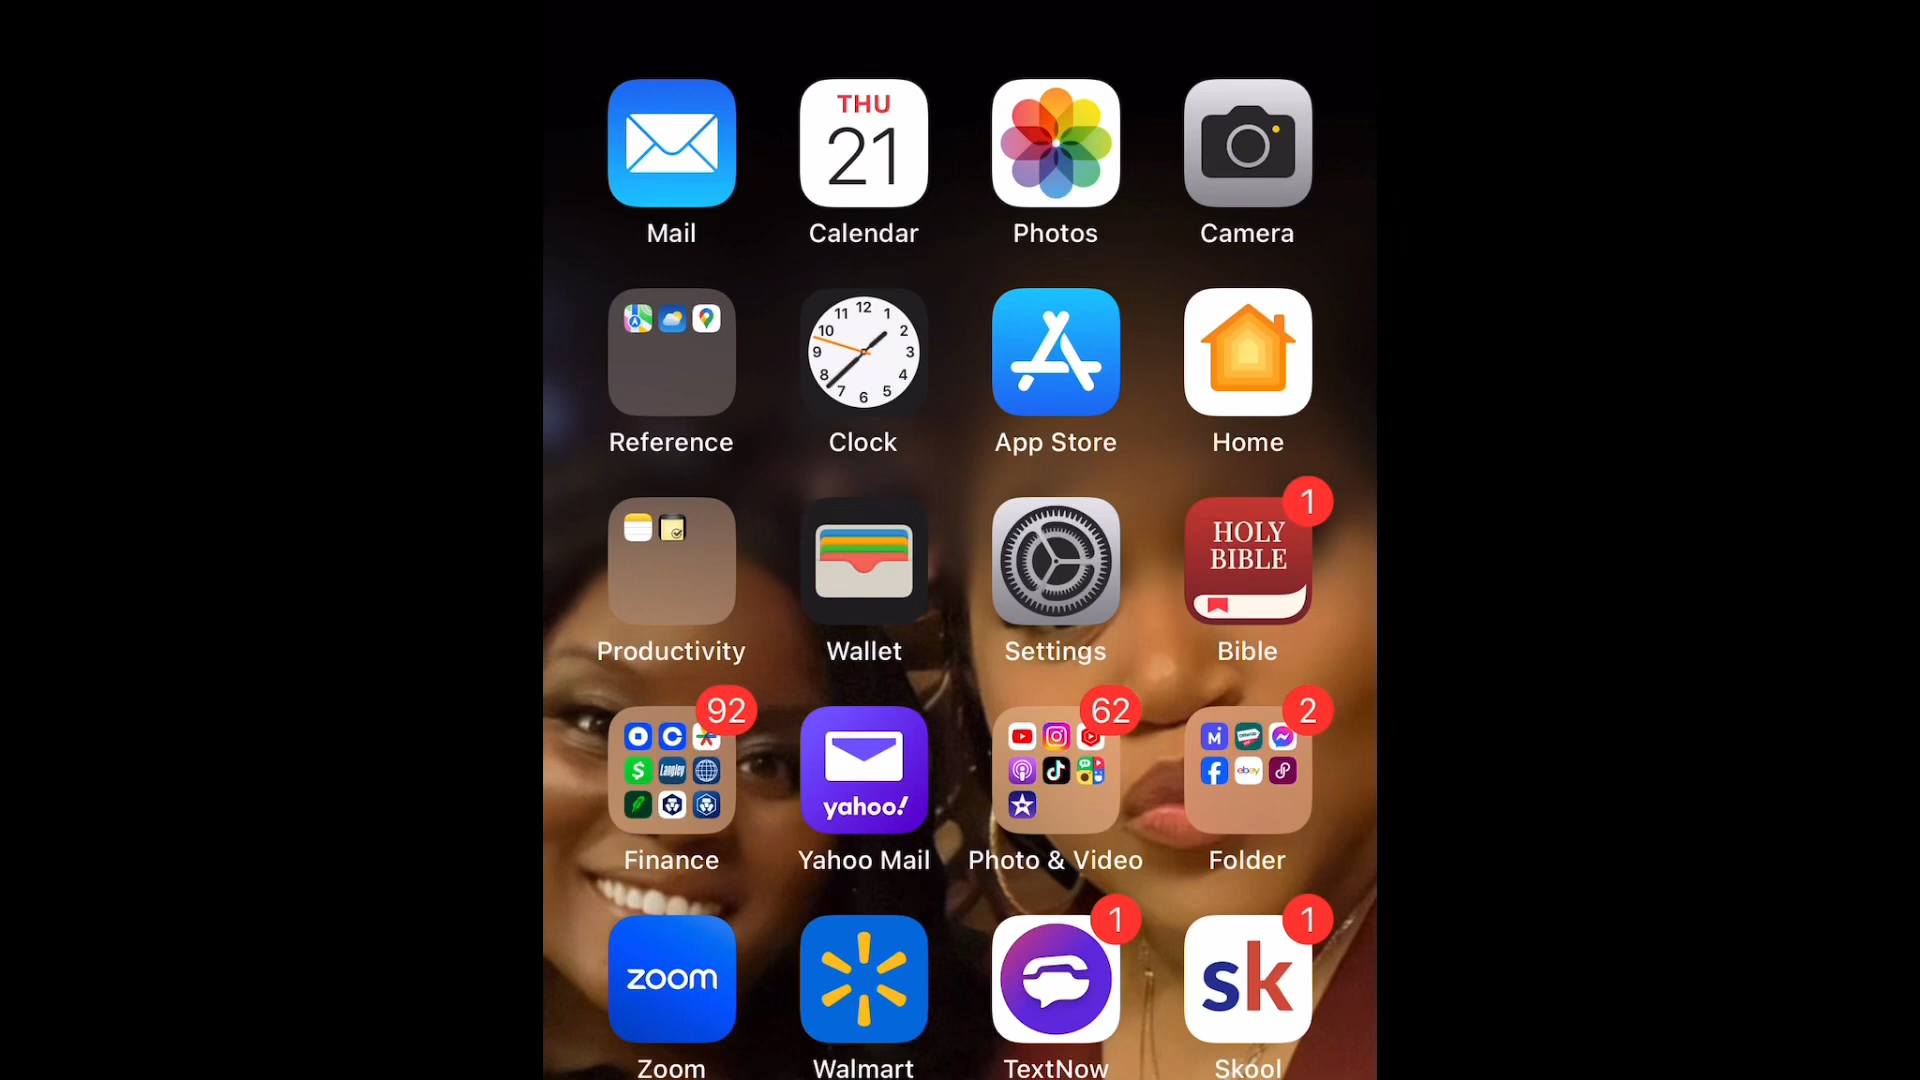 THU
21
Mail
Calendar
Photos
Camera
12
11
1
10
2
9
3
8
4
7
6
5
Reference
Clock
App Store
Home
1
HOLY
BIBLE
Productivity
Wallet
Settings
Bible
92
62
2
Langley
ebay
yahoo!
Finance
Yahoo Mail
Photo & Video
Folder
1
1
zoom
sk
Zoom
Walmart
TextNow
Skool